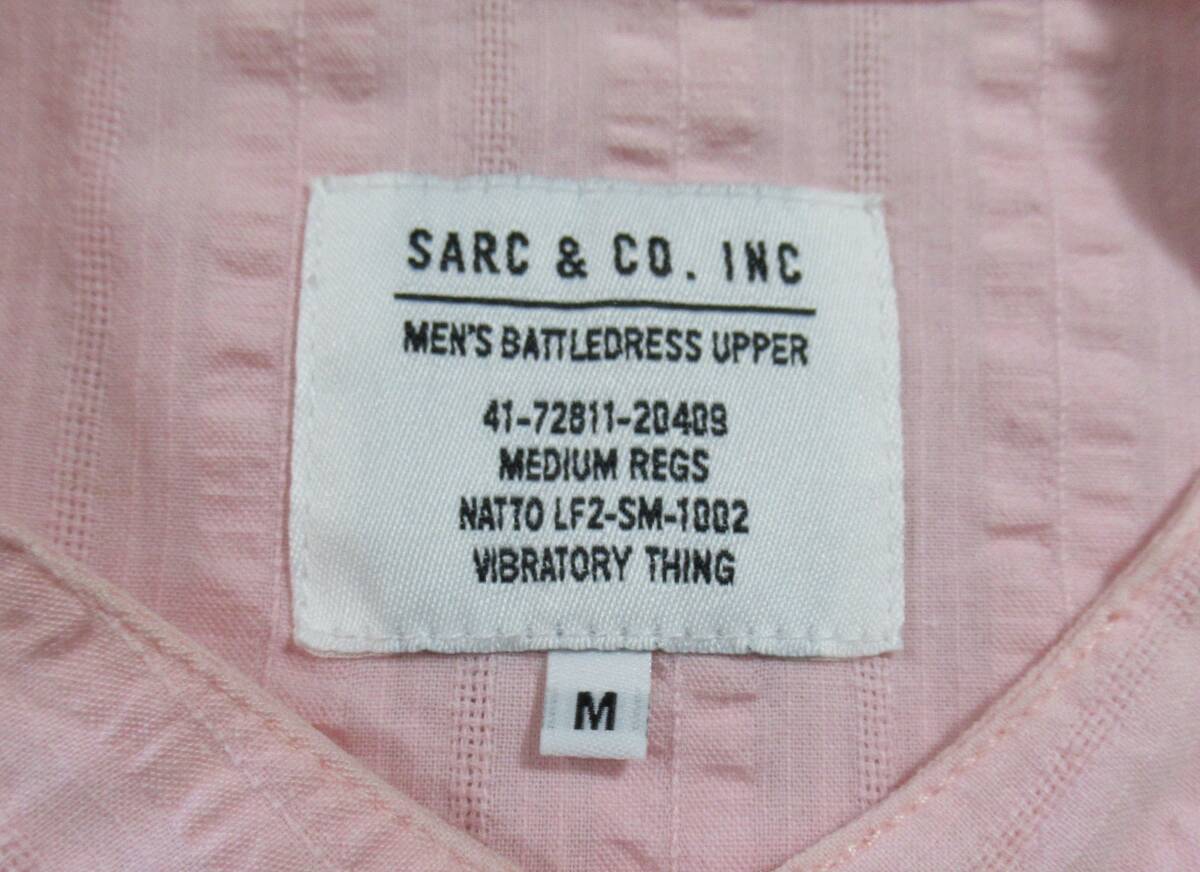 SARC & CO. INC
MEN'S BATTLEDRESS UPPER
41-72811-20409
MEDIUM REGS
NATTO LF2-SM-1002
VIBRATORY THING
M